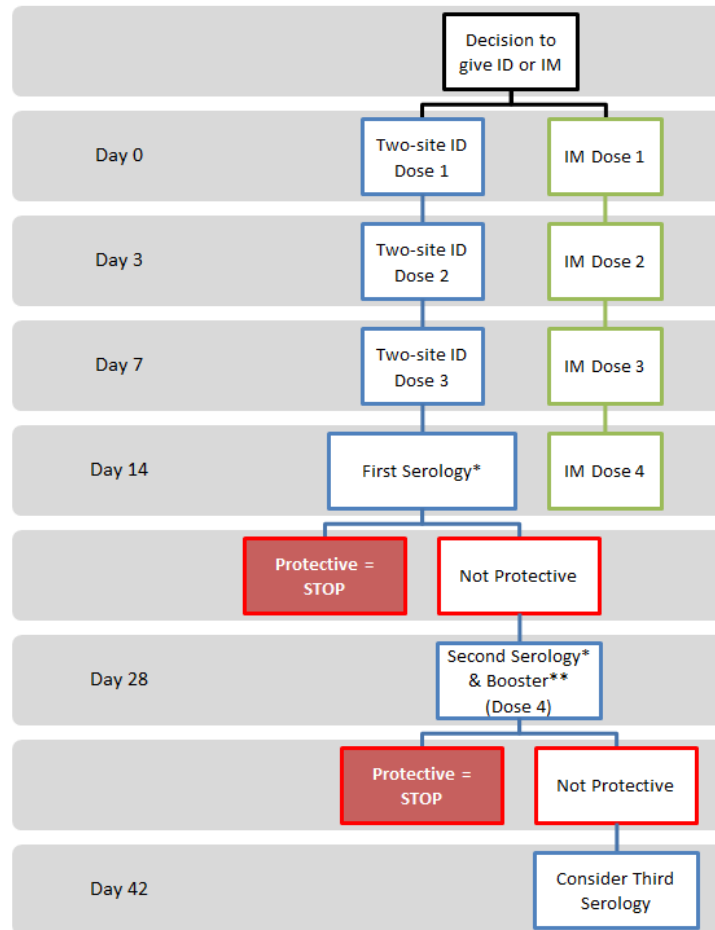 Decision to
give ID or IM
Day 0
Two-site ID
Dose 1
IM Dose 1
Day 3
Two-site ID
Dose 2
IM Dose 2
Day 7
Two-site ID
Dose 3
IM Dose 3
Day 14
First Serology*
IM Dose 4
Protective =
STOP
Not Protective
Day 28
Second Serology*
& Booster**
(Dose 4)
Protective =
STOP
Not Protective
Day 42
Consider Third
Serology